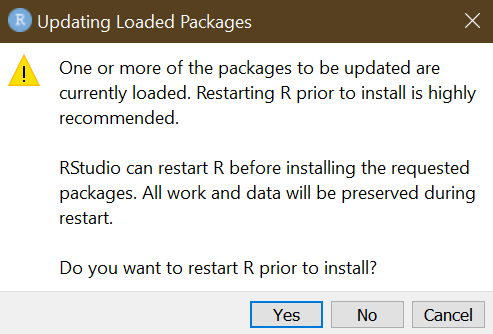 R Updating Loaded Packages
One or more of the packages to be updated are
currently loaded. Restarting R prior to install is highly
recommended.
RStudio can restart R before installing the requested
packages. All work and data will be preserved during
restart.
Do you want to restart R prior to install?
Yes No Cancel